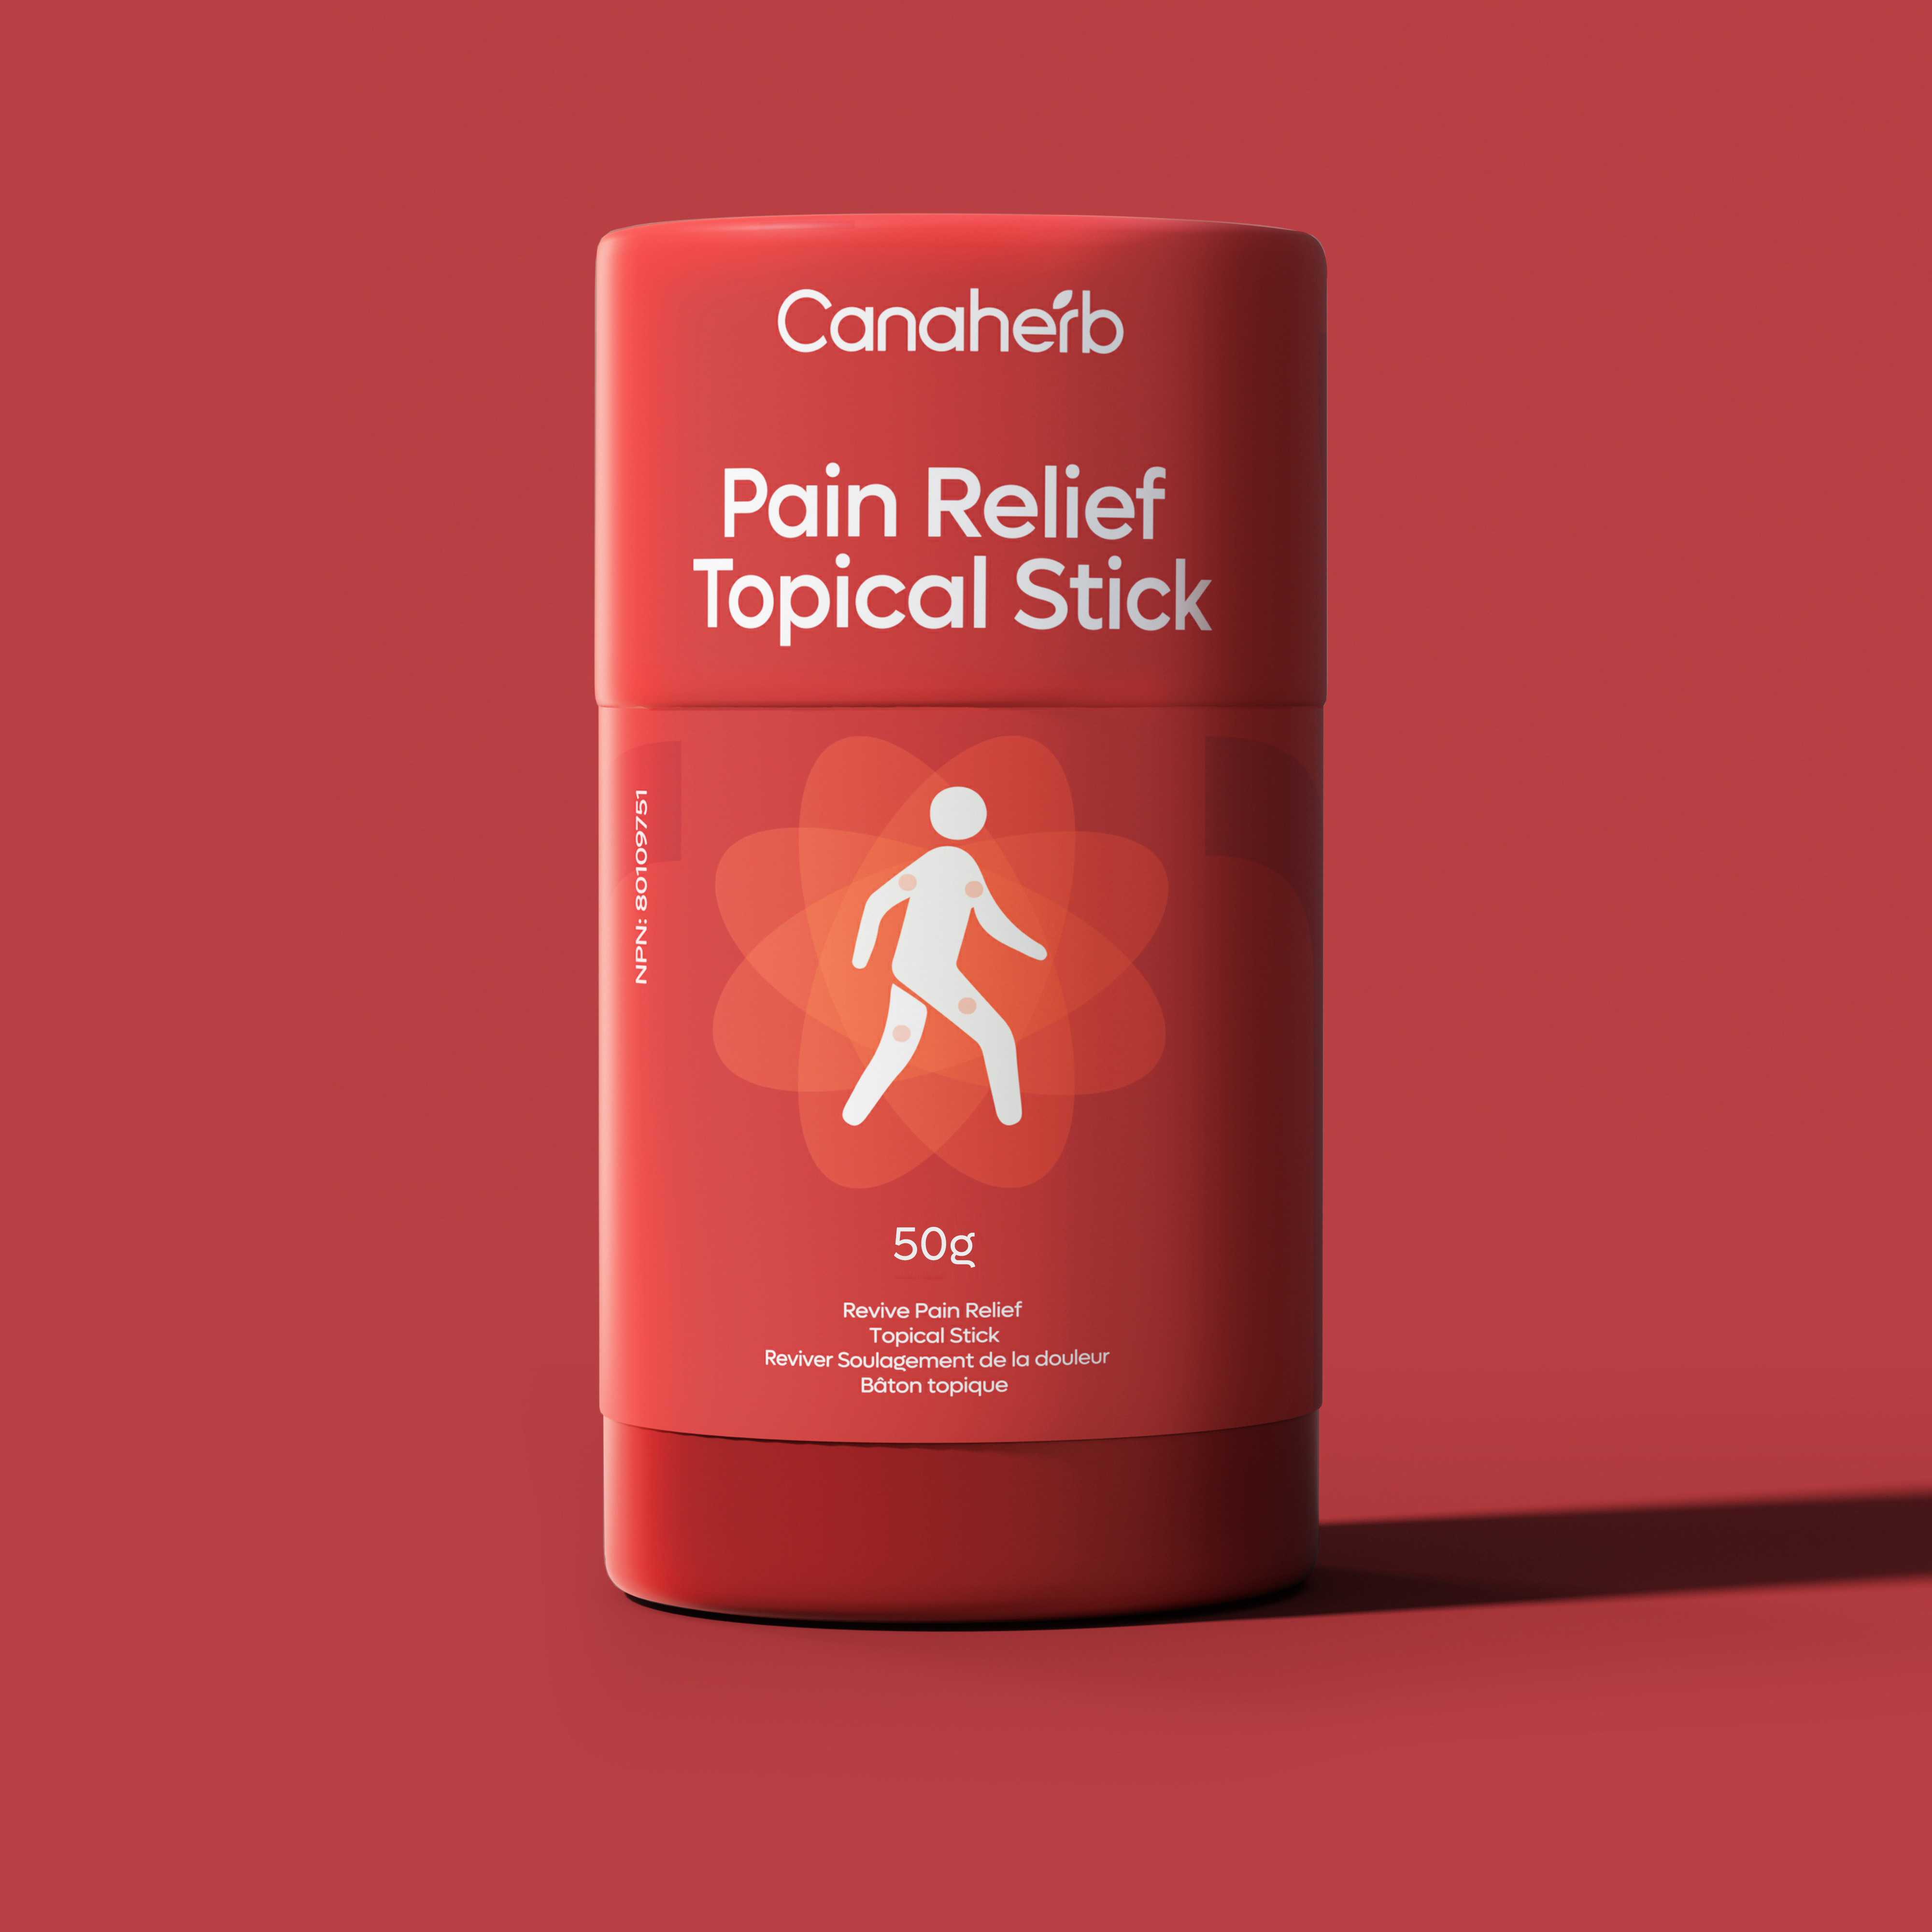 Canaherb
Pain Relief
Topical Stick
NPN: 80109751
50g
Revive Pain Relief
Topical Stick
Reviver Soulagement de la douleur
Bâton topique